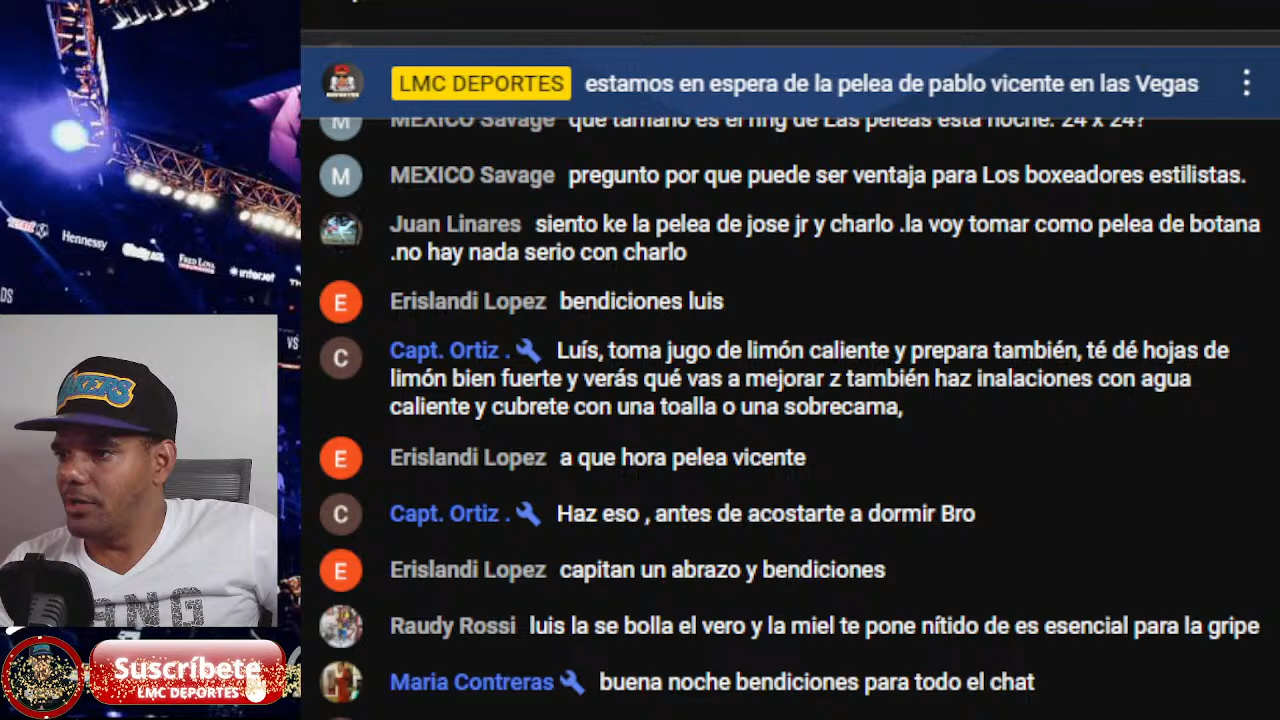 LMC DEPORTES estamos en espera de la pelea de pablo vicente en las Vegas
M MEXICO Savage que tamaño es el ring de Las peleas esta noche. 24 x 24?
M MEXICO Savage pregunto por que puede ser ventaja para Los boxeadores estilistas.
Juan Linares siento ke la pelea de jose jr y charlo .la voy tomar como pelea de botana
.no hay nada serio con charlo
E Erislandi Lopez bendiciones luis
C Capt. Ortiz . Luís, toma jugo de limón caliente y prepara también, té dé hojas de
limón bien fuerte y verás qué vas a mejorar z también haz inalaciones con agua
caliente y cubrete con una toalla o una sobrecama,
E Erislandi Lopez a que hora pelea vicente
C Capt. Ortiz . Haz eso , antes de acostarte a dormir Bro
E Erislandi Lopez capitan un abrazo y bendiciones
Raudy Rossi luis la se bolla el vero y la miel te pone nítido de es esencial para la gripe
Maria Contreras buena noche bendiciones para todo el chat
Hennessy
FRED LOYA
interjet
VS
LAKERS
Suscríbete
LMC DEPORTES